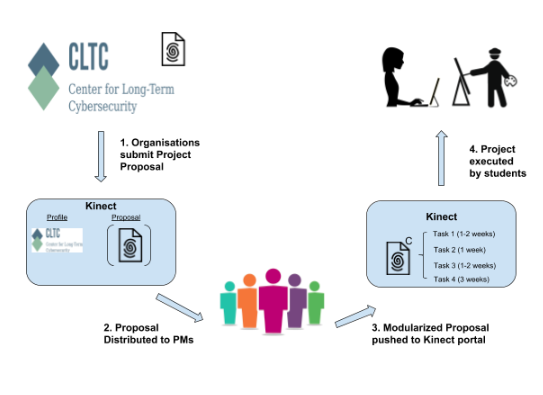 CLTC
Center for Long-Term
Cybersecurity
1. Organisations
submit Project
Proposal
4. Project
executed
by students
Kinect
Profile
Proposal
CLTC
Center for Long-Term
Cybersecurity
Kinect
C
Task 1 (1-2 weeks)
Task 2 (1 week)
Task 3 (1-2 weeks)
Task 4 (3 weeks)
2. Proposal
Distributed to PMs
3. Modularized Proposal
pushed to Kinect portal